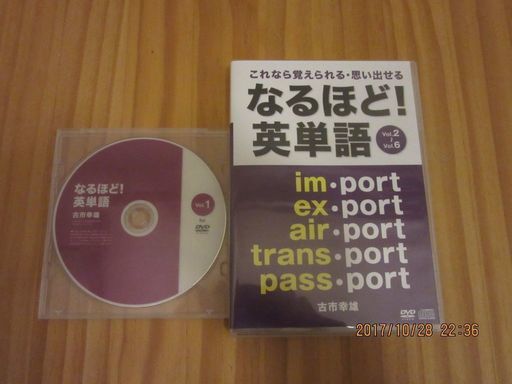 なるほど!
英単語
古市幸雄
Vol.1
DVD
これなら覚えられる・思い出せる
なるほど!
英単語
Vol.2
Vol.6
im・port
ex・port
air・port
trans・port
pass・port
古市幸雄
DVD
2017/10/28 22:36